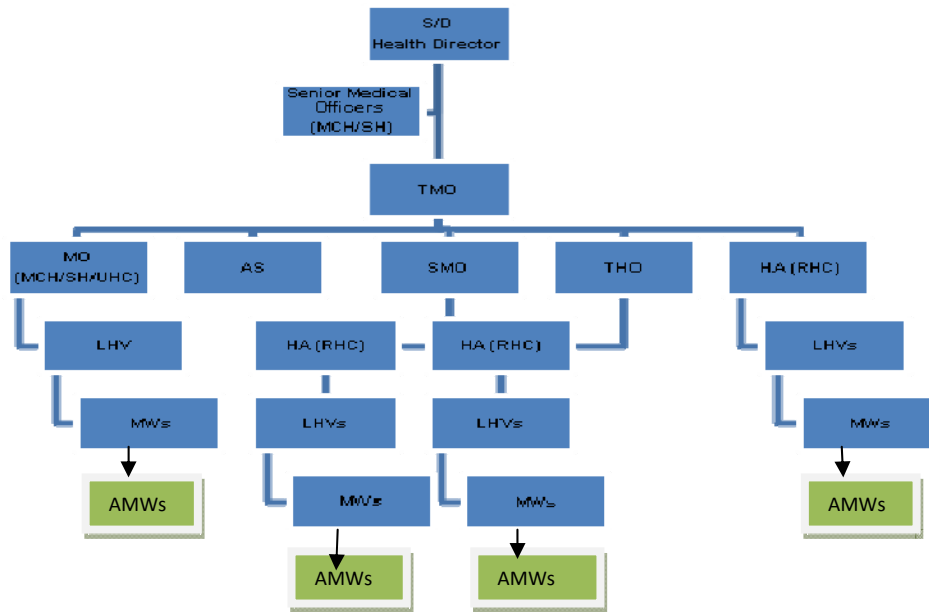 S/D
Health Director
Senior Medical
Officers
(MCH/SH)
TMO
MO
(MCH/SH/UHC)
AS
SMO
THO
HA (RHC)
LHV
HA (RHC)
HA (RHC)
LHVs
MWs
LHVs
LHVs
MWs
AMWs
MWs
MWs
AMWs
AMWs
AMWs